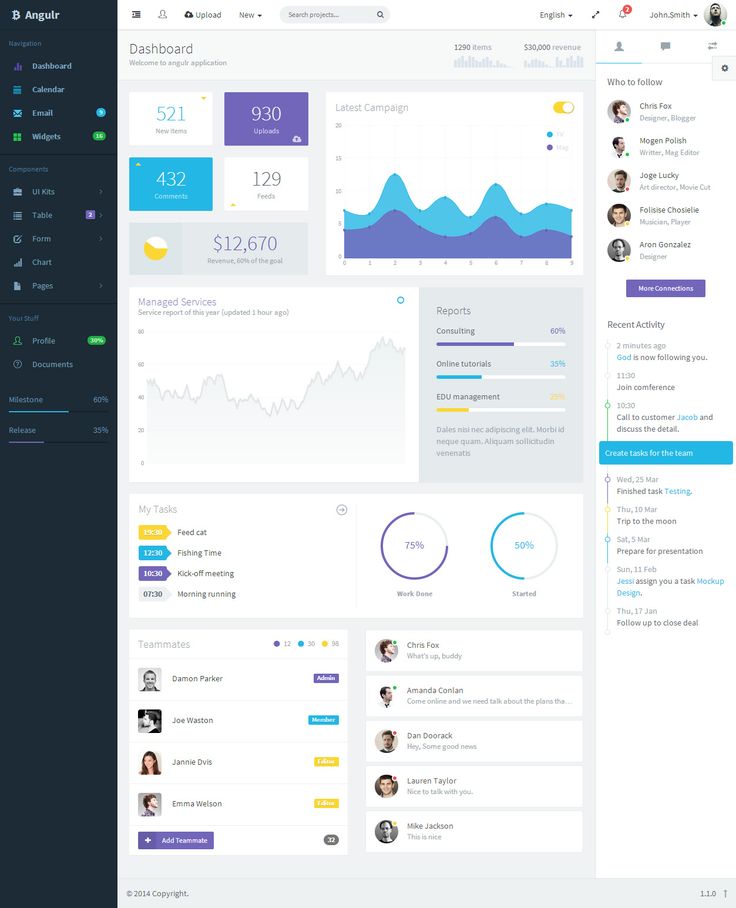 Angulr
Upload
New
Search projects...
English
2
John.Smith
Navigation
Dashboard
Calendar
Email
9
Widgets
16
Components
UI Kits
Table
2
Form
Chart
Pages
Your Stuff
Profile
30%
Documents
Milestone 60%
Release 35%
Dashboard
Welcome to angulr application
1290 items
$30,000 revenue
521
New items
930
Uploads
432
Comments
129
Feeds
$12,670
Revenue, 60% of the goal
Latest Campaign
20
15
10
5
0
0 1 2 3 4 5 6 7 8 9
Mag
Managed Services
Service report of this year (updated 1 hour ago)
80
60
40
20
0
Reports
Consulting 60%
Online tutorials 35%
EDU management 25%
Dales nisi nec adipiscing elit. Morbi id
neque quam. Aliquam sollicitudin
venenatis
My Tasks
19:30 Feed cat
12:30 Fishing Time
10:30 Kick-off meeting
07:30 Morning running
75%
Work Done
50%
Started
Teammates
12 30 98
Damon Parker Admin
Joe Waston Member
Jannie Dvis Editor
Emma Welson Editor
Add Teammate
32
Chris Fox
What's up, buddy
Amanda Conlan
Come online and we need talk about the plans tha...
Dan Doorack
Hey, Some good news
Lauren Taylor
Nice to talk with you.
Mike Jackson
This is nice
Who to follow
Chris Fox
Designer, Blogger
Mogen Polish
Writter, Mag Editor
Joge Lucky
Art director, Movie Cut
Folisise Chosielie
Musician, Player
Aron Gonzalez
Designer
More Connections
Recent Activity
2 minutes ago
God is now following you.
11:30
Join conference
10:30
Call to customer Jacob and
discuss the detail.
Create tasks for the team
Wed, 25 Mar
Finished task Testing.
Thu, 10 Mar
Trip to the moon
Sat, 5 Mar
Prepare for presentation
Sun, 11 Feb
Jessi assign you a task Mockup
Design.
Thu, 17 Jan
Follow up to close deal
© 2014 Copyright.
1.1.0